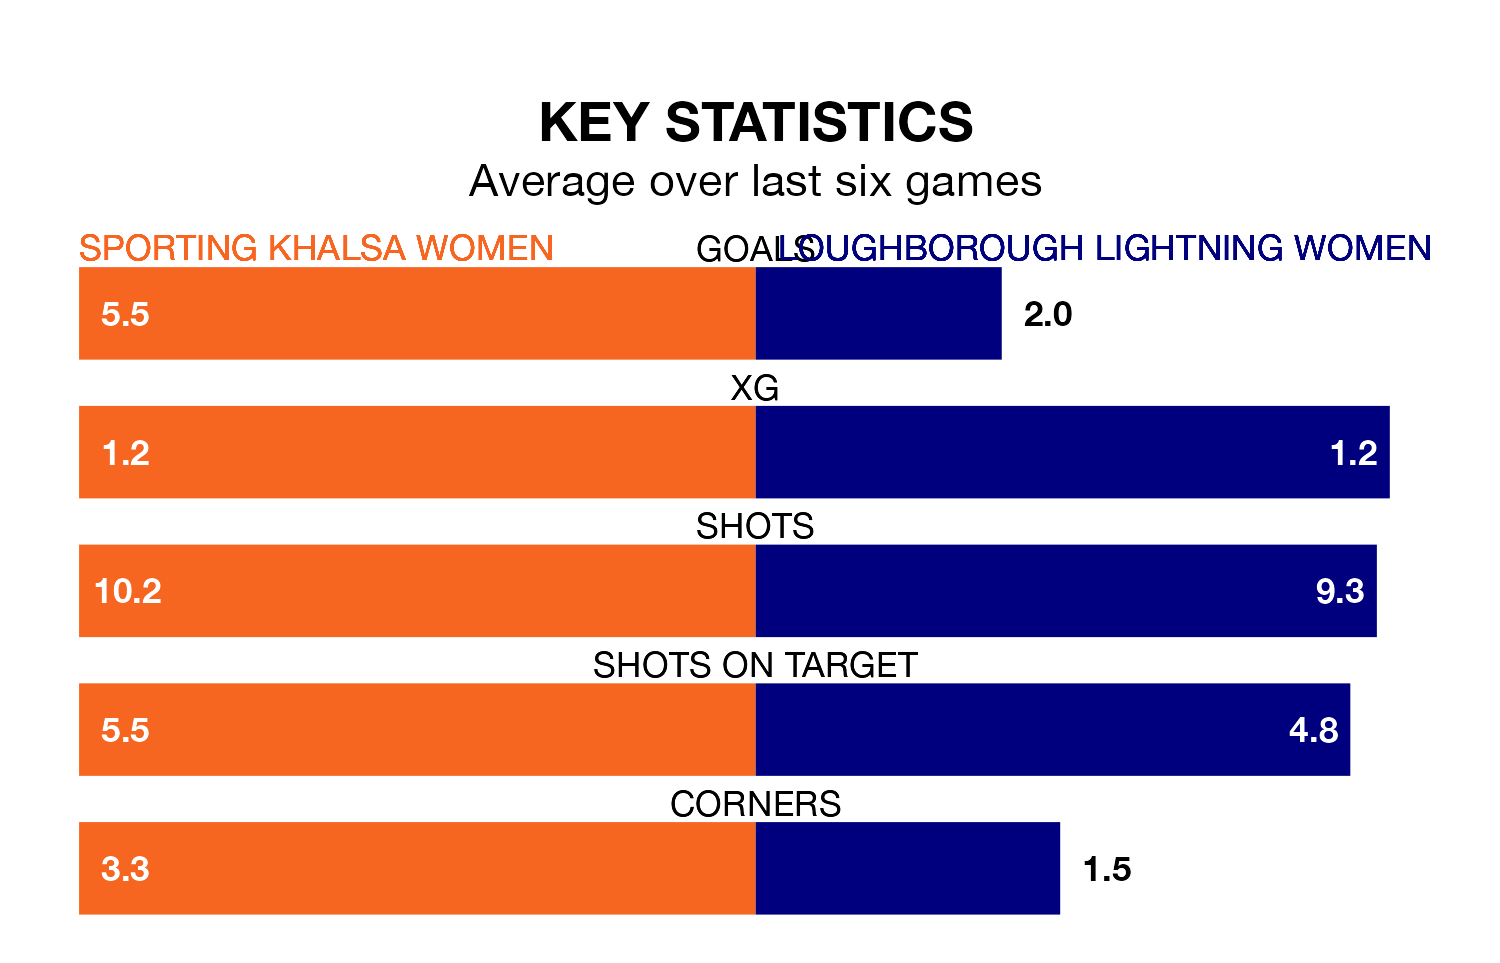 KEY STATISTICS
Average over last six games
SPORTING KHALSA WOMEN GOALS LOUGHBOROUGH LIGHTNING WOMEN
5.5 2.0
XG
1.2 1.2
SHOTS
10.2 9.3
SHOTS ON TARGET
5.5 4.8
CORNERS
3.3 1.5